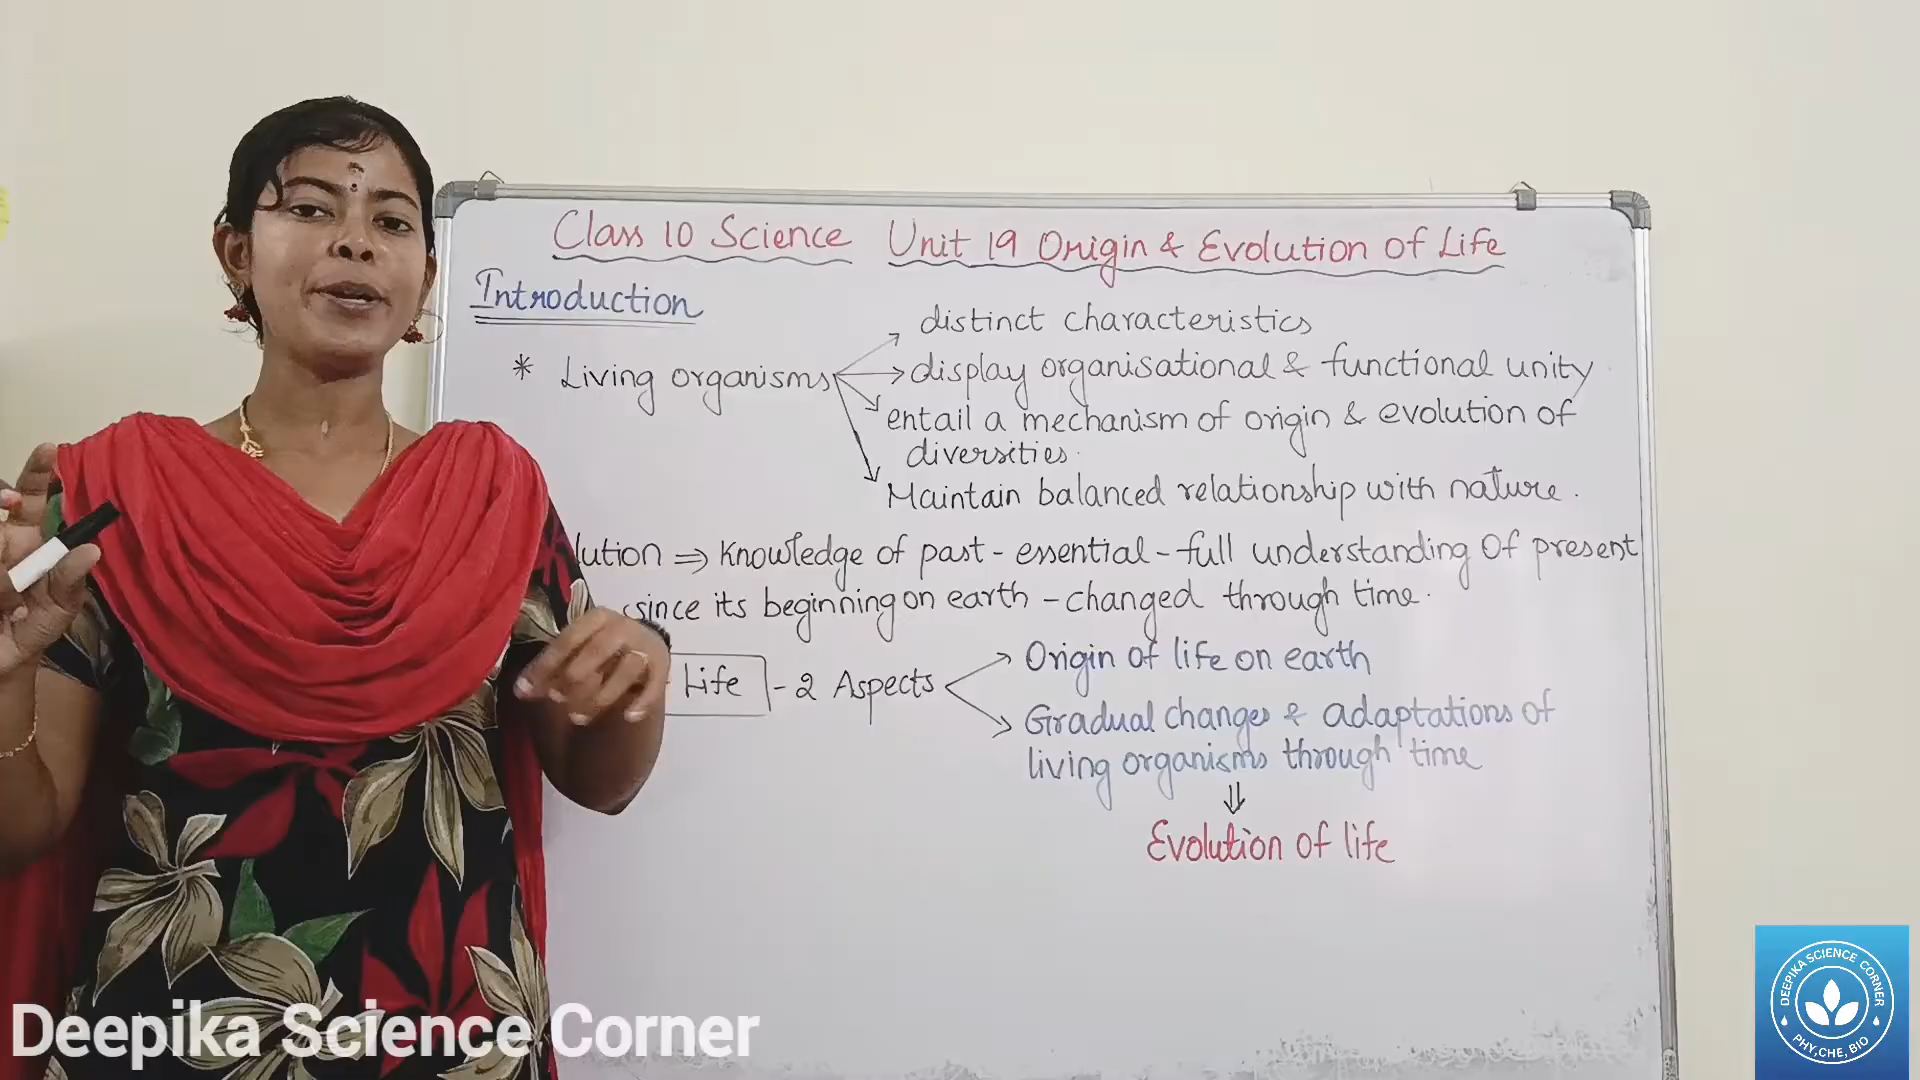 Class 10 Science Unit 19 Origin & Evolution of Life
Introduction
* Living organisms
distinct characteristics
display organisational & functional unity
entail a mechanism of origin & evolution of
diversities.
Maintain balanced relationship with nature.
lution ⇒ Knowledge of past - essential - full understanding Of present
since its beginning on earth - changed through time.
Life - 2 Aspects
Origin of life on earth
Gradual changes & adaptations of
living organisms through time
⇓
Evolution of life
Deepika Science Corner
DEEPIKA SCIENCE CORNER
PHY, CHE, BIO